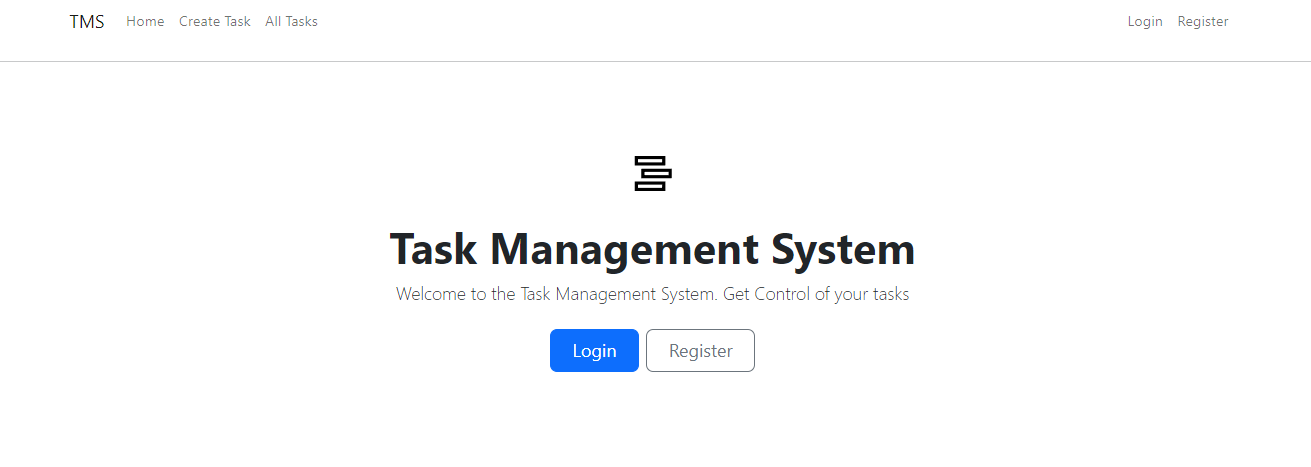 TMS Home Create Task All Tasks Login Register
Task Management System
Welcome to the Task Management System. Get Control of your tasks
Login Register